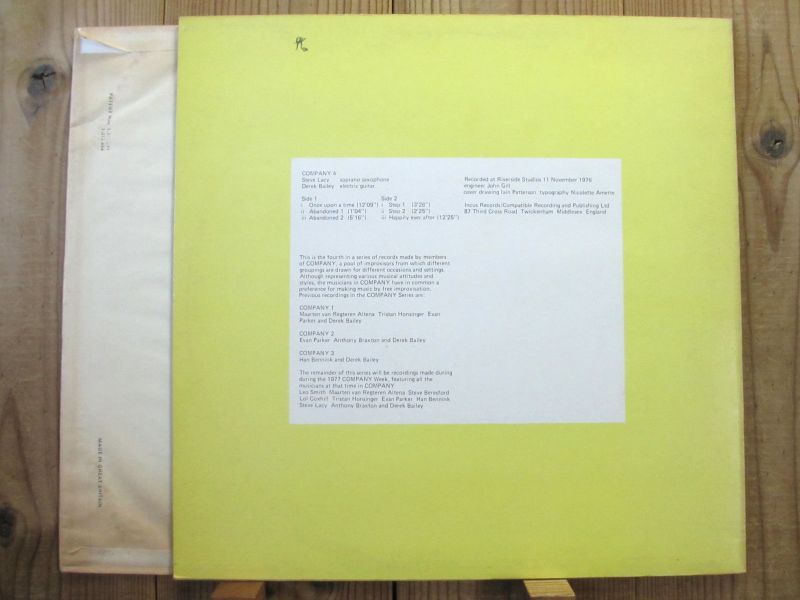 COMPANY 4
Steve Lacy soprano saxophone
Derek Bailey electric guitar
Side 1
i Once upon a time (12'09")
ii Abandoned 1 (1'04")
iii Abandoned 2 (5'16")
Side 2
i Step 1 (3'26")
ii Step 2 (2'25")
iii Happily ever after (12'25")
Recorded at Riverside Studios 11 November 1976
engineer John Gill
cover drawing Iain Patterson typography Nicolette Amette
Incus Records/Compatible Recording and Publishing Ltd
87 Third Cross Road Twickenham Middlesex England
This is the fourth in a series of records made by members
of COMPANY, a pool of improvisors from which different
groupings are drawn for different occasions and settings.
Although representing various musical attitudes and
styles, the musicians in COMPANY have in common a
preference for making music by free improvisation.
Previous recordings in the COMPANY Series are:
COMPANY 1
Maarten van Regteren Altena Tristan Honsinger Evan
Parker and Derek Bailey
COMPANY 2
Evan Parker Anthony Braxton and Derek Bailey
COMPANY 3
Han Bennink and Derek Bailey
The remainder of this series will be recordings made during
during the 1977 COMPANY Week, featuring all the
musicians at that time in COMPANY
Leo Smith Maarten van Regteren Altena Steve Beresford
Lol Coxhill Tristan Honsinger Evan Parker Han Bennink
Steve Lacy Anthony Braxton and Derek Bailey
MADE IN GREAT BRITAIN